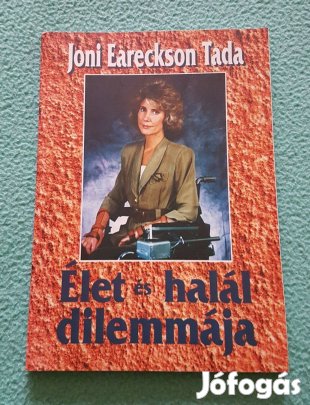 Joni Eareckson Tada
Élet és halál
dilemmája
Jófogás